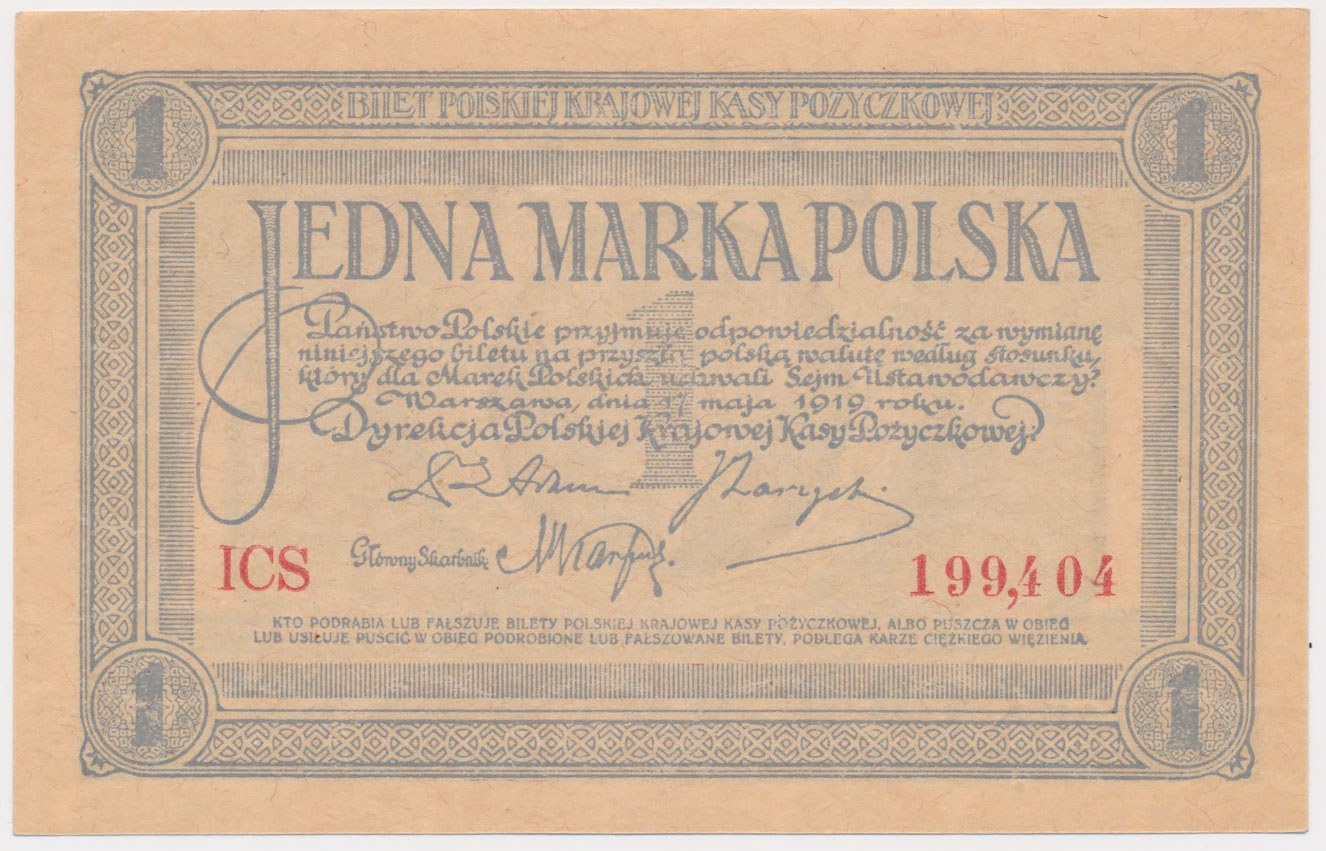 1 BILET POLSKIEJ KRAJOWEJ KASY POŻYCZKOWEJ 1
JEDNA MARKA POLSKA
1
Państwo Polskie przyjmuje odpowiedzialność za wymianę
niniejszego biletu na przyszłą polską walutę według stosunku,
który dla Marek Polskich uchwali Sejm Ustawodawczy.
Warszawa, dnia 17 maja 1919 roku.
Dyrekcja Polskiej Krajowej Kasy Pożyczkowej.
ICS Główny Skarbnik 199,404
KTO PODRABIA LUB FAŁSZUJE BILETY POLSKIEJ KRAJOWEJ KASY POŻYCZKOWEJ, ALBO PUSZCZA W OBIEG
LUB USIŁUJE PUŚCIĆ W OBIEG PODROBIONE LUB FAŁSZOWANE BILETY, PODLEGA KARZE CIĘŻKIEGO WIĘZIENIA.
1 1